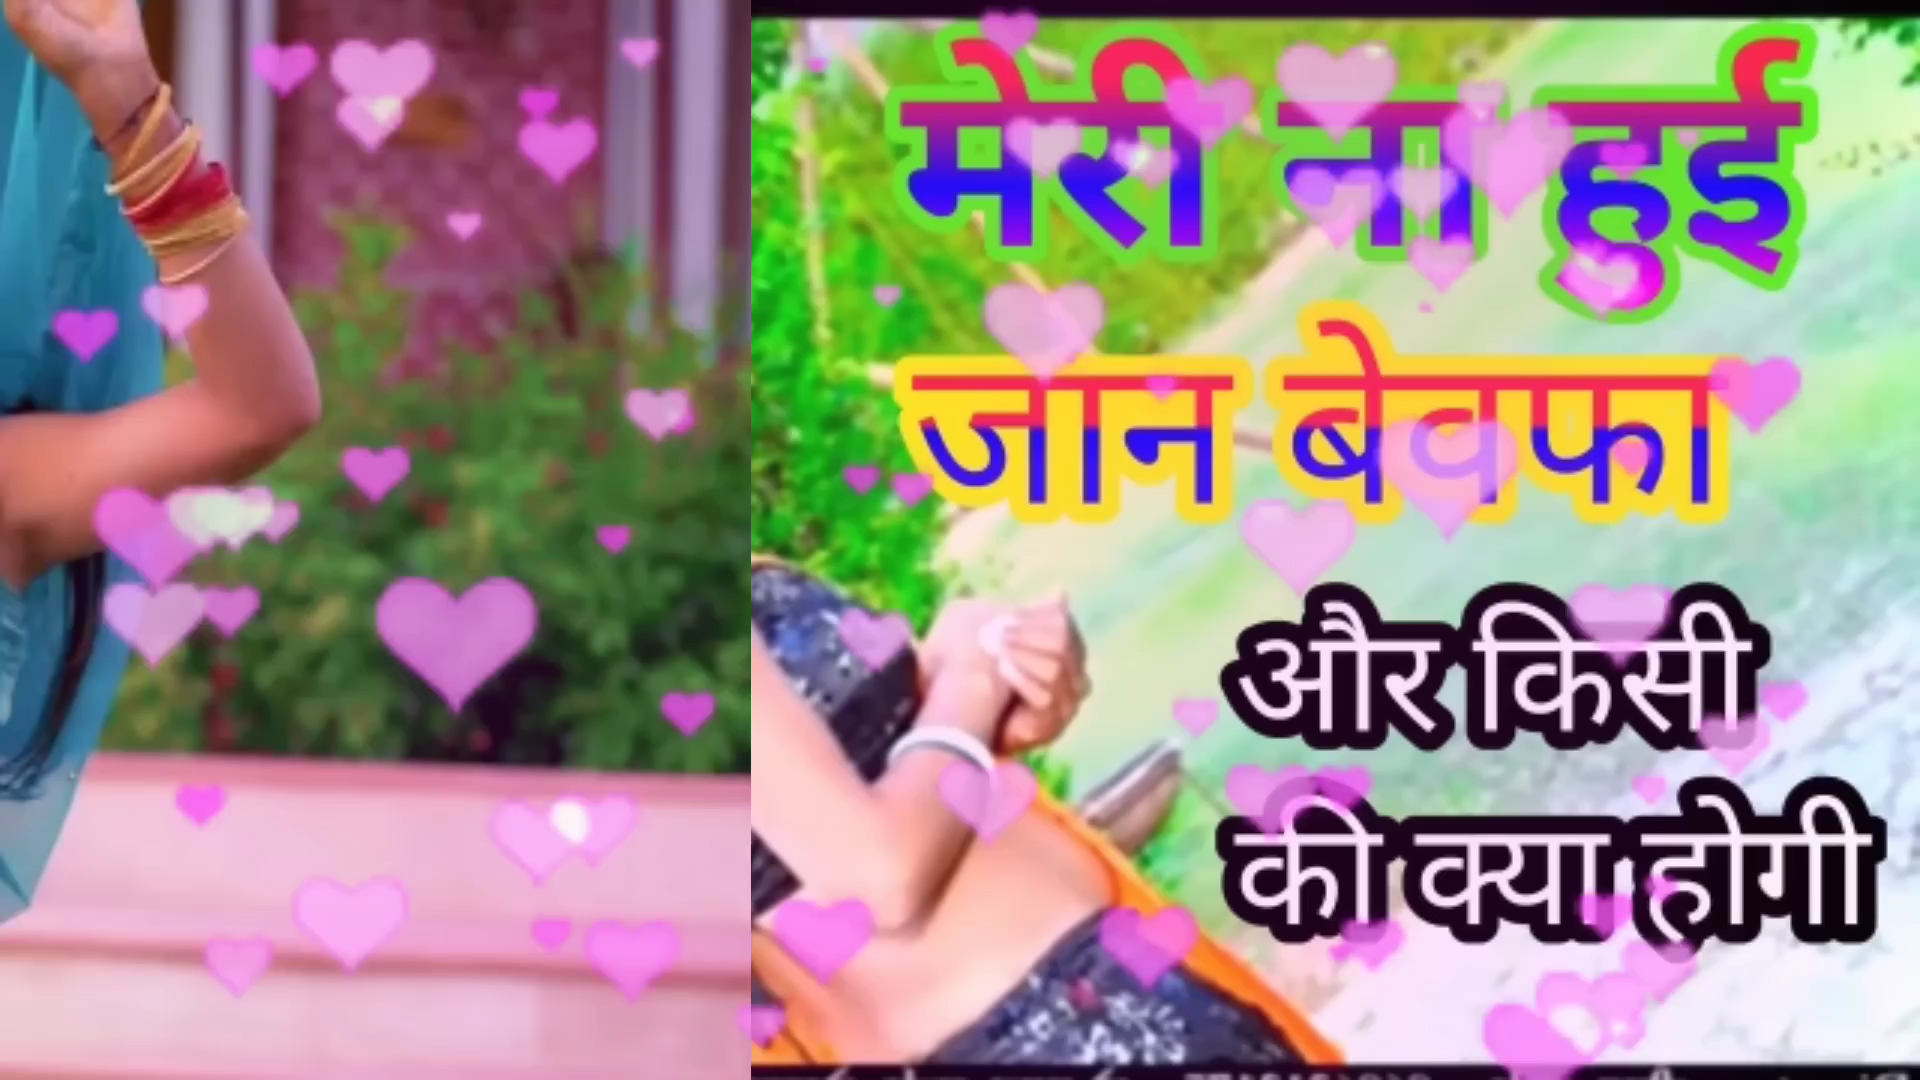 मेरी ना हुई
जान बेवफा
और किसी
की क्या होगी